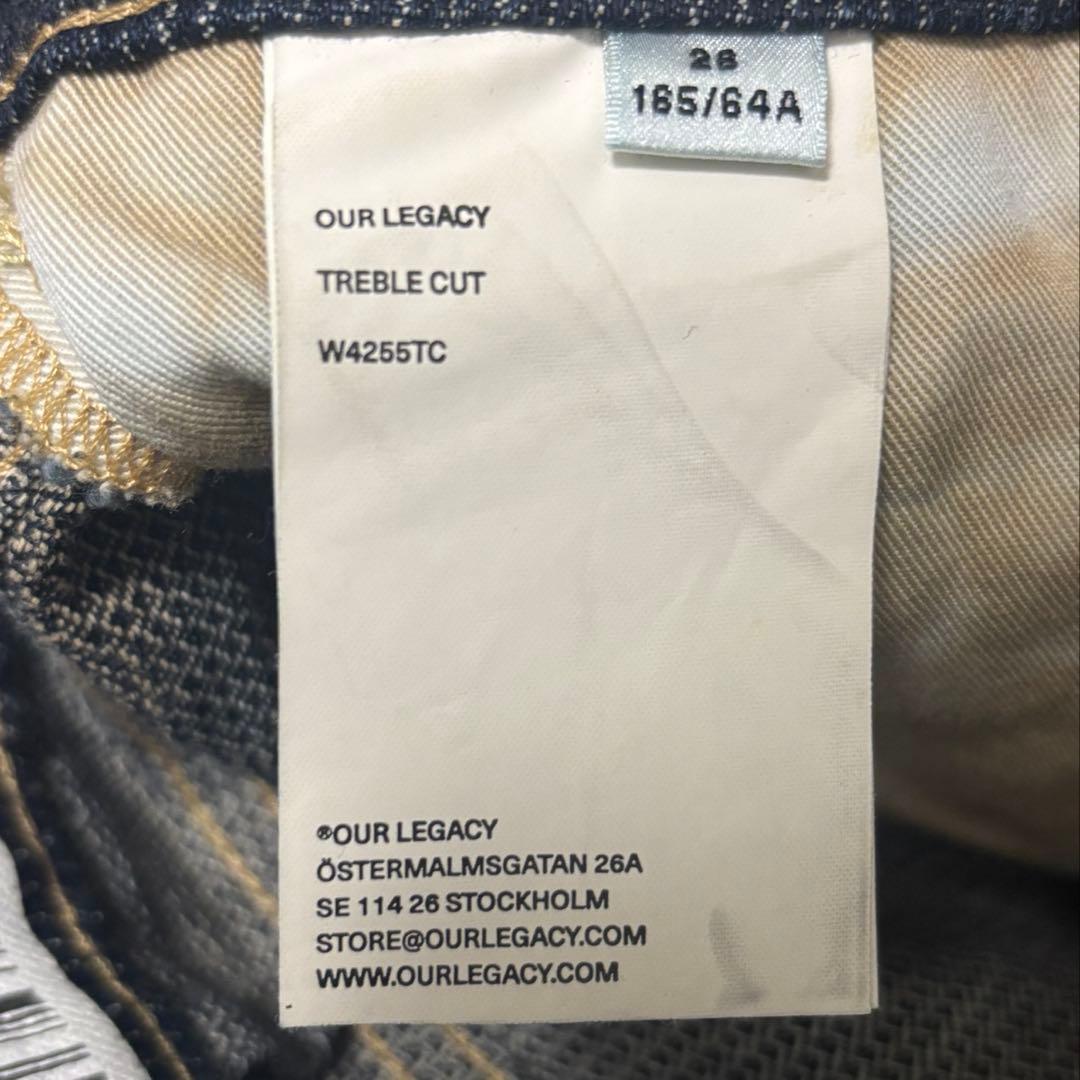 26
165/64A
OUR LEGACY
TREBLE CUT
W4255TC
®OUR LEGACY
ÖSTERMALMSGATAN 26A
SE 114 26 STOCKHOLM
STORE@OURLEGACY.COM
WWW.OURLEGACY.COM